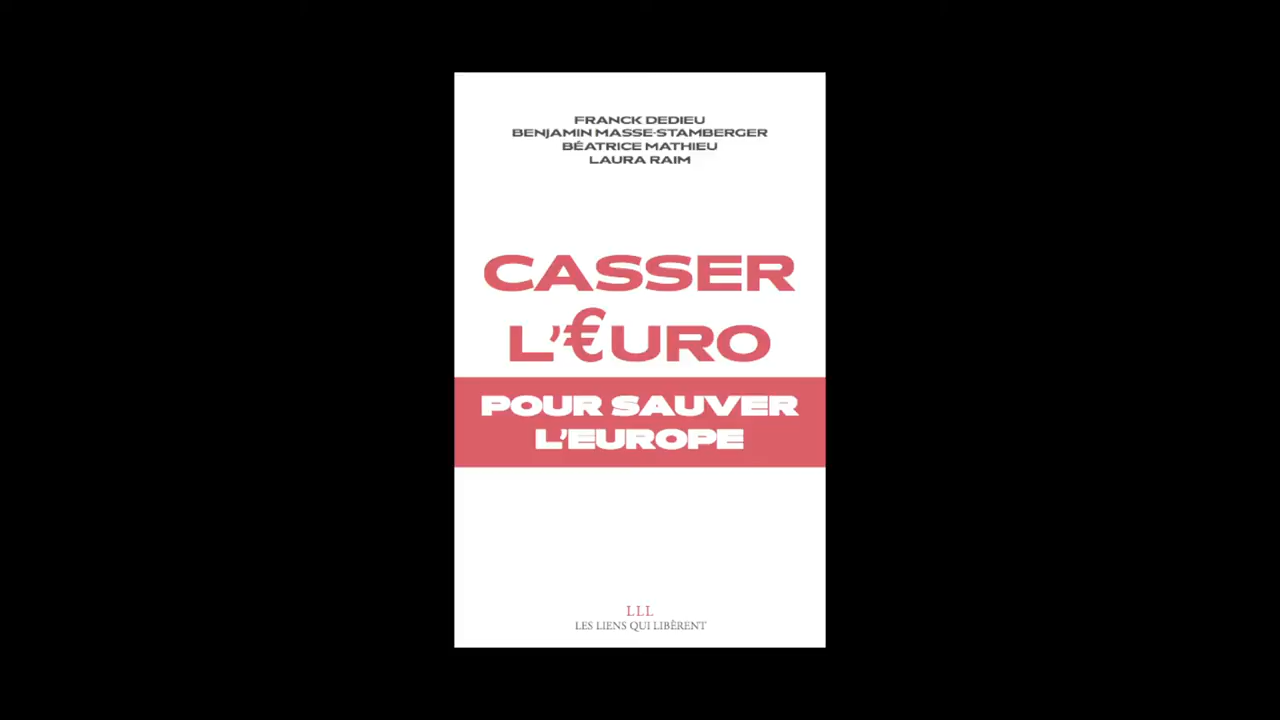 FRANCK DEDIEU
BENJAMIN MASSE-STAMBERGER
BÉATRICE MATHIEU
LAURA RAIM
CASSER
L'€URO
POUR SAUVER
L'EUROPE
LLL
LES LIENS QUI LIBÈRENT